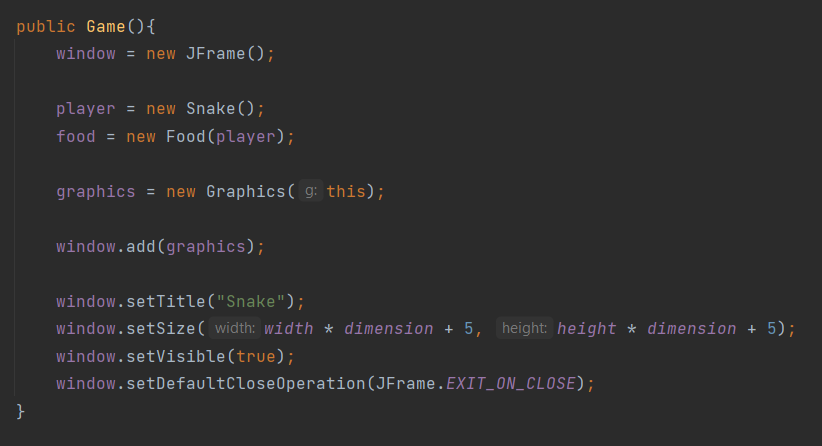 public Game(){
window = new JFrame();
player = new Snake();
food = new Food(player);
graphics = new Graphics( g: this);
window.add(graphics);
window.setTitle("Snake");
window.setSize( width: width * dimension + 5, height: height * dimension + 5);
window.setVisible(true);
window.setDefaultCloseOperation(JFrame.EXIT_ON_CLOSE);
}